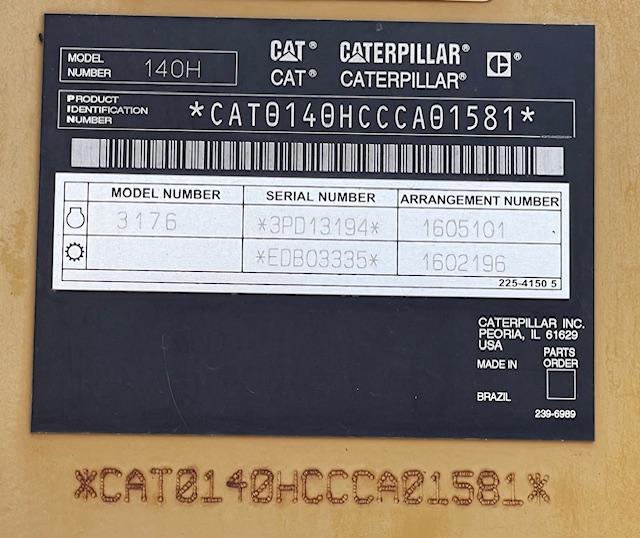 CAT® CATERPILLAR® C®
MODEL NUMBER 140H
CAT® CATERPILLAR®
PRODUCT IDENTIFICATION NUMBER *CAT0140HCCCA01581*
MODEL NUMBER SERIAL NUMBER ARRANGEMENT NUMBER
3176 *3PD13194* 1605101
*EDB03335* 1602196
225-4150 5
CATERPILLAR INC.
PEORIA, IL 61629
USA
PARTS ORDER
MADE IN
BRAZIL
239-6989
*CAT0140HCCCA01581*